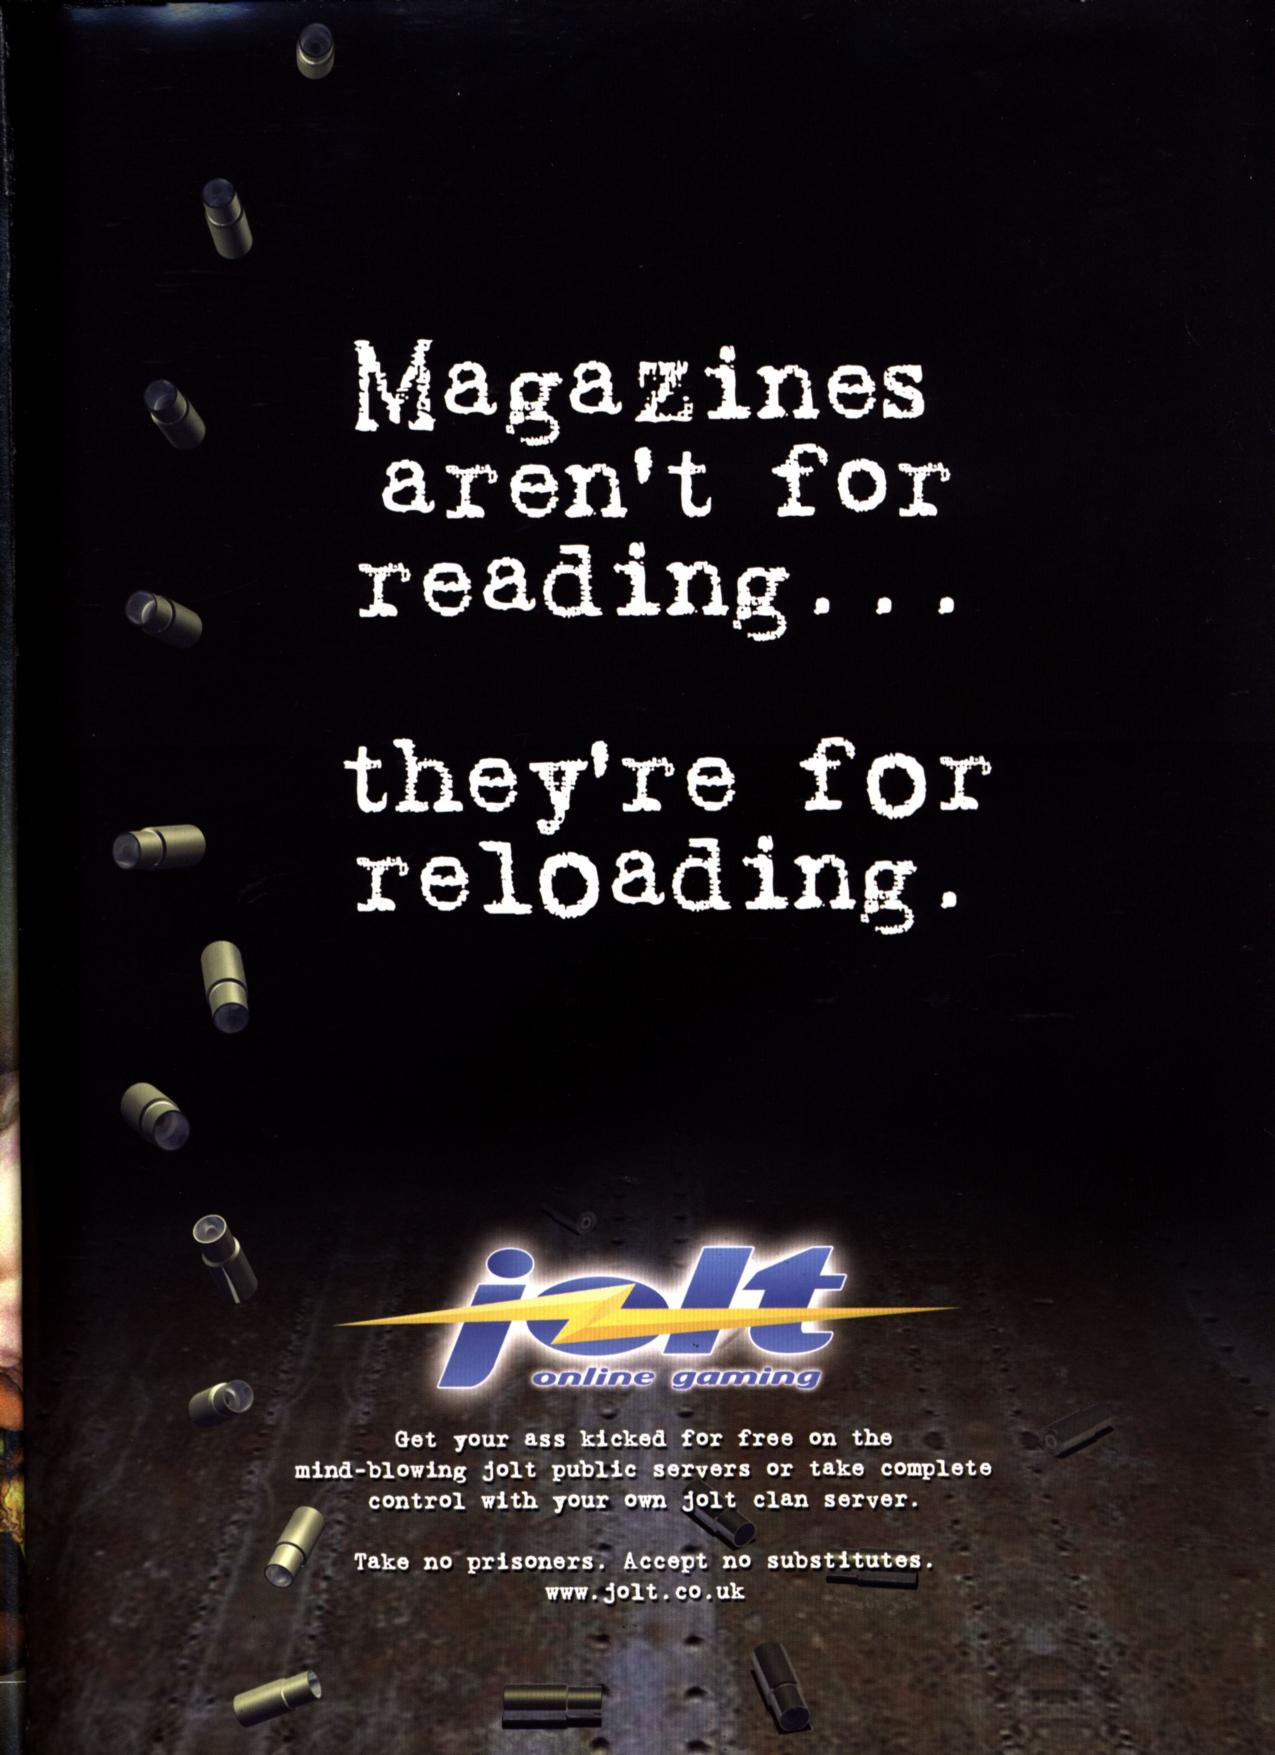 Magazines
aren't for
reading...
they're for
reloading.
jolt
online gaming
Get your ass kicked for free on the
mind-blowing jolt public servers or take complete
control with your own jolt clan server.
Take no prisoners. Accept no substitutes.
www.jolt.co.uk